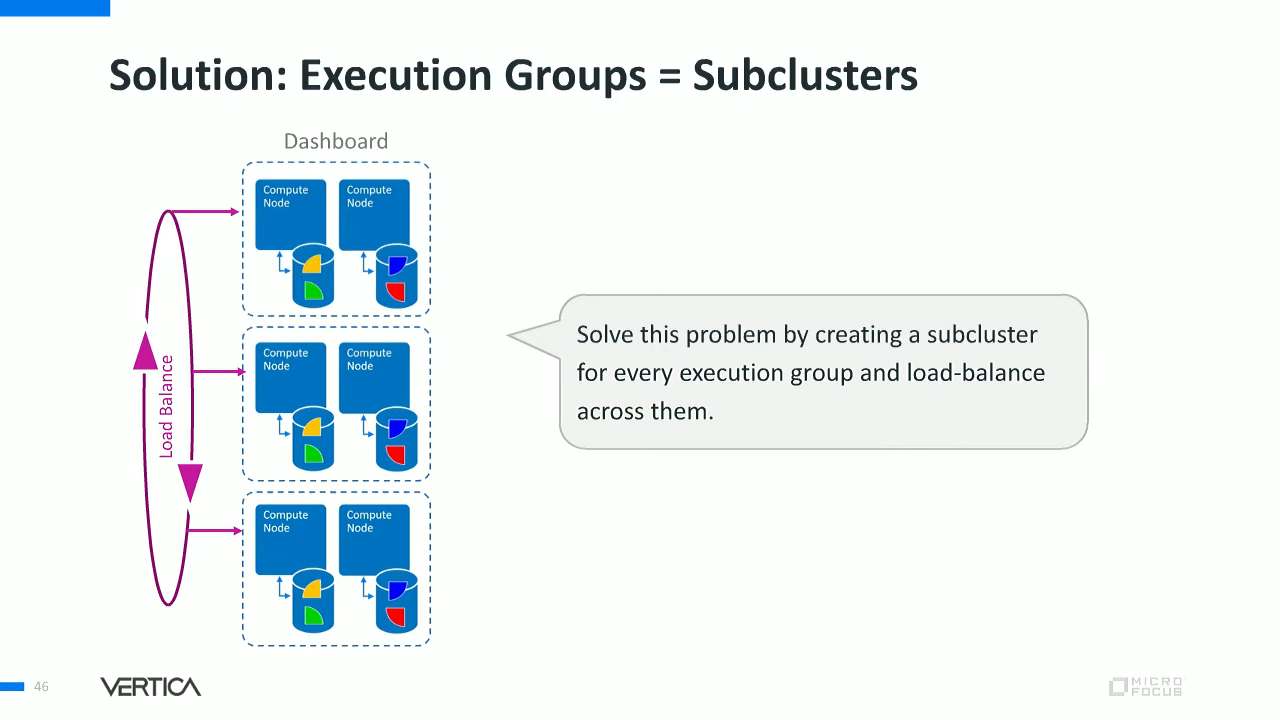 Solution: Execution Groups = Subclusters
Dashboard
Compute
Node
Compute
Node
Load Balance
Compute
Node
Compute
Node
Compute
Node
Compute
Node
Solve this problem by creating a subcluster
for every execution group and load-balance
across them.
46
VERTICA
MICRO
FOCUS